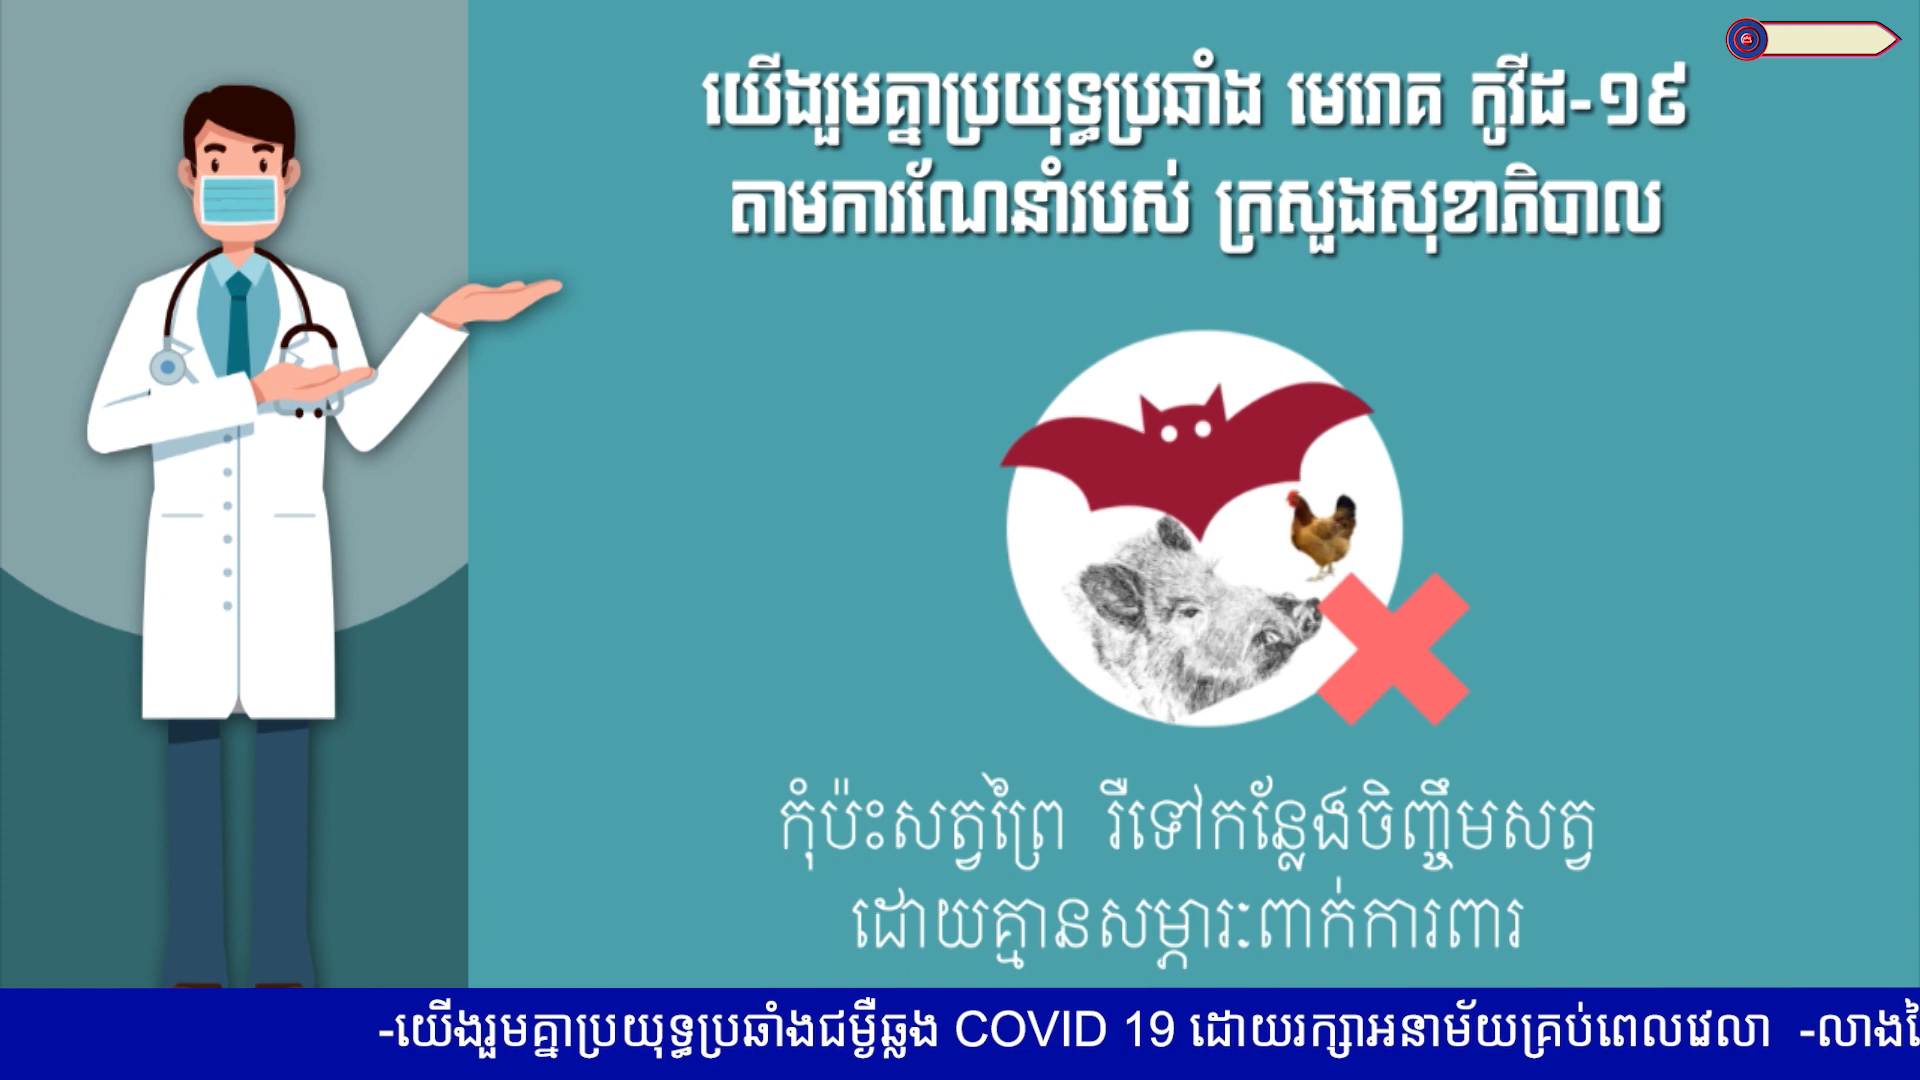 យើងរួមគ្នាប្រយុទ្ធប្រឆាំង មេរោគ កូវីដ-១៩
តាមការណែនាំរបស់ ក្រសួងសុខាភិបាល
កុំប៉ះសត្វព្រៃ រឺទៅកន្លែងចិញ្ចឹមសត្វ
ដោយគ្មានសម្ភារៈពាក់ការពារ
-យើងរួមគ្នាប្រយុទ្ធប្រឆាំងជម្ងឺឆ្លង COVID 19 ដោយរក្សាអនាម័យគ្រប់ពេលវេលា -លាង